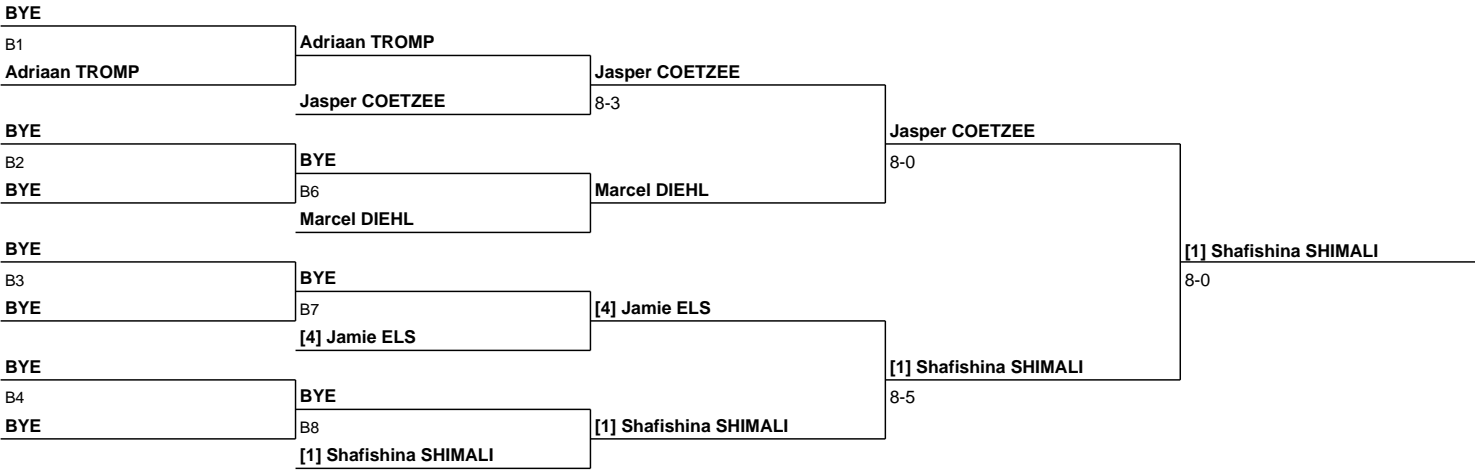 BYE
B1
Adriaan TROMP
Adriaan TROMP
Jasper COETZEE
Jasper COETZEE
8-3
BYE
B2
BYE
BYE
B6
Marcel DIEHL
Marcel DIEHL
Jasper COETZEE
8-0
BYE
B3
BYE
BYE
B7
[4] Jamie ELS
[4] Jamie ELS
BYE
B4
BYE
BYE
B8
[1] Shafishina SHIMALI
[1] Shafishina SHIMALI
[1] Shafishina SHIMALI
8-5
[1] Shafishina SHIMALI
8-0